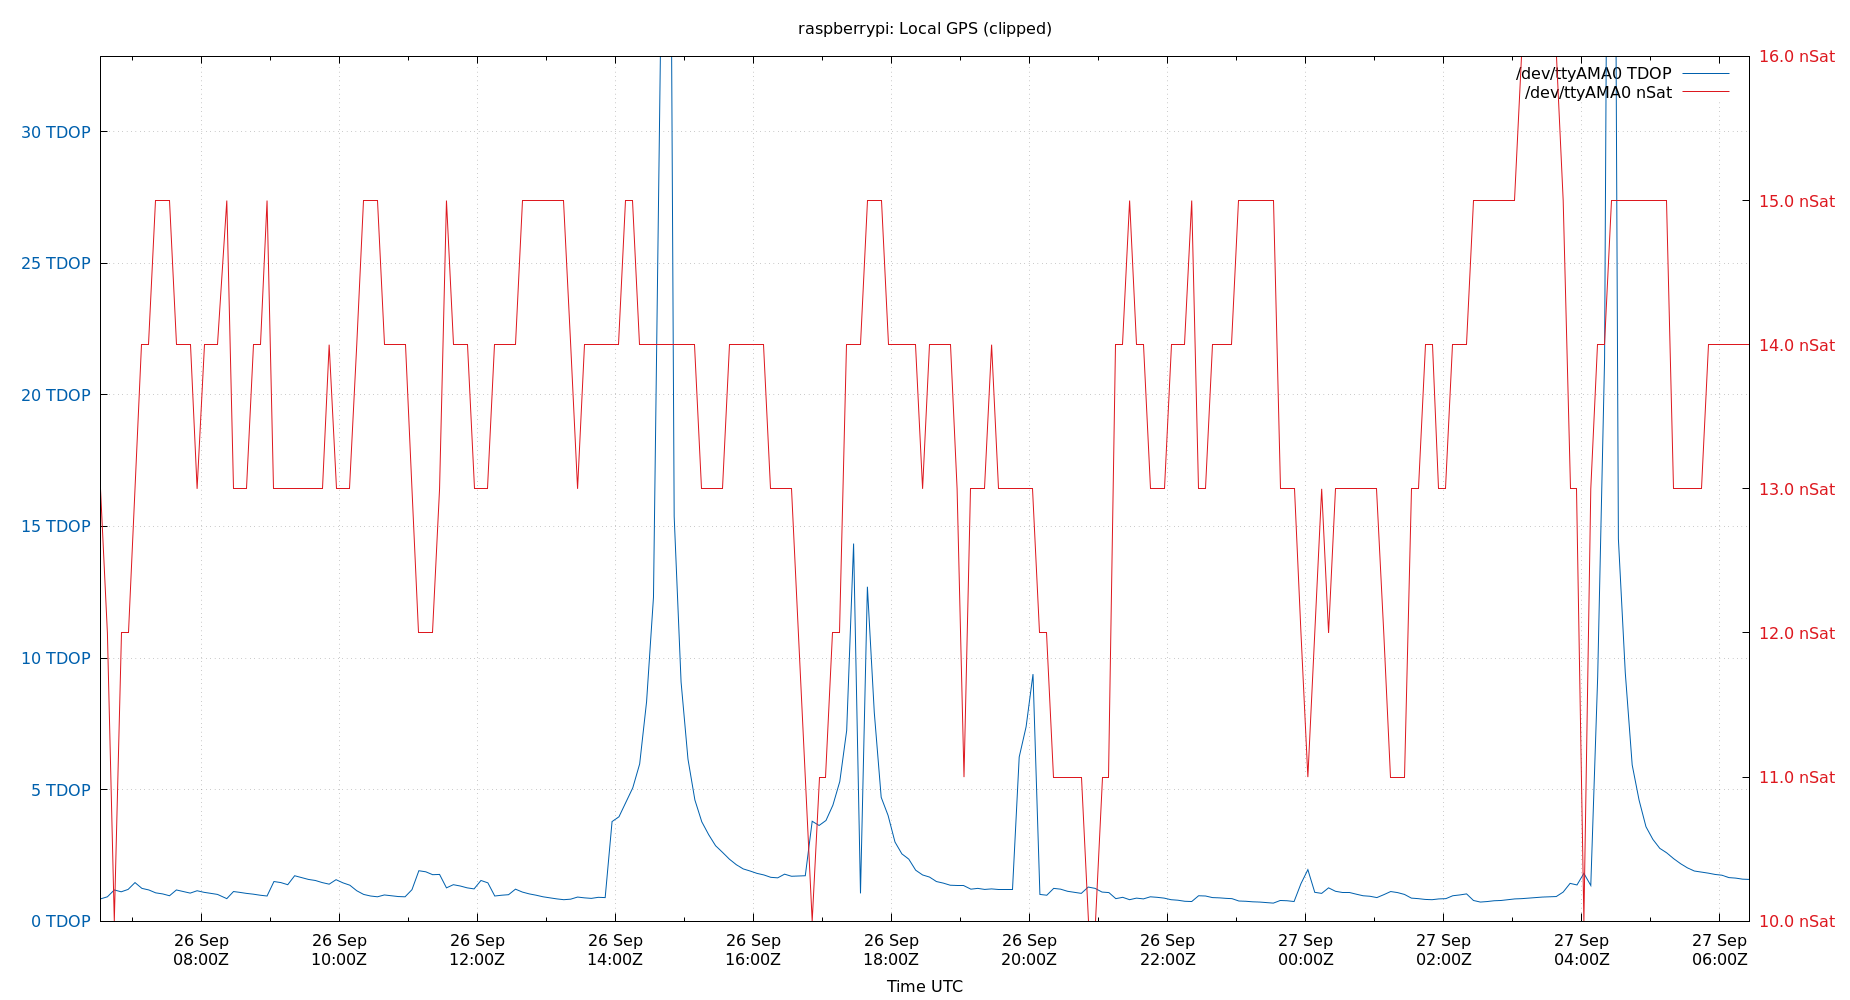 raspberrypi: Local GPS (clipped)
16.0 nSat
/dev/ttyAMA0 TDOP
/dev/ttyAMA0 nSat
30 TDOP
15.0 nSat
25 TDOP
14.0 nSat
20 TDOP
13.0 nSat
15 TDOP
12.0 nSat
10 TDOP
11.0 nSat
5 TDOP
0 TDOP
10.0 nSat
26 Sep 26 Sep 26 Sep 26 Sep 26 Sep 26 Sep 26 Sep 26 Sep 27 Sep 27 Sep 27 Sep 27 Sep
08:00Z 10:00Z 12:00Z 14:00Z 16:00Z 18:00Z 20:00Z 22:00Z 00:00Z 02:00Z 04:00Z 06:00Z
Time UTC